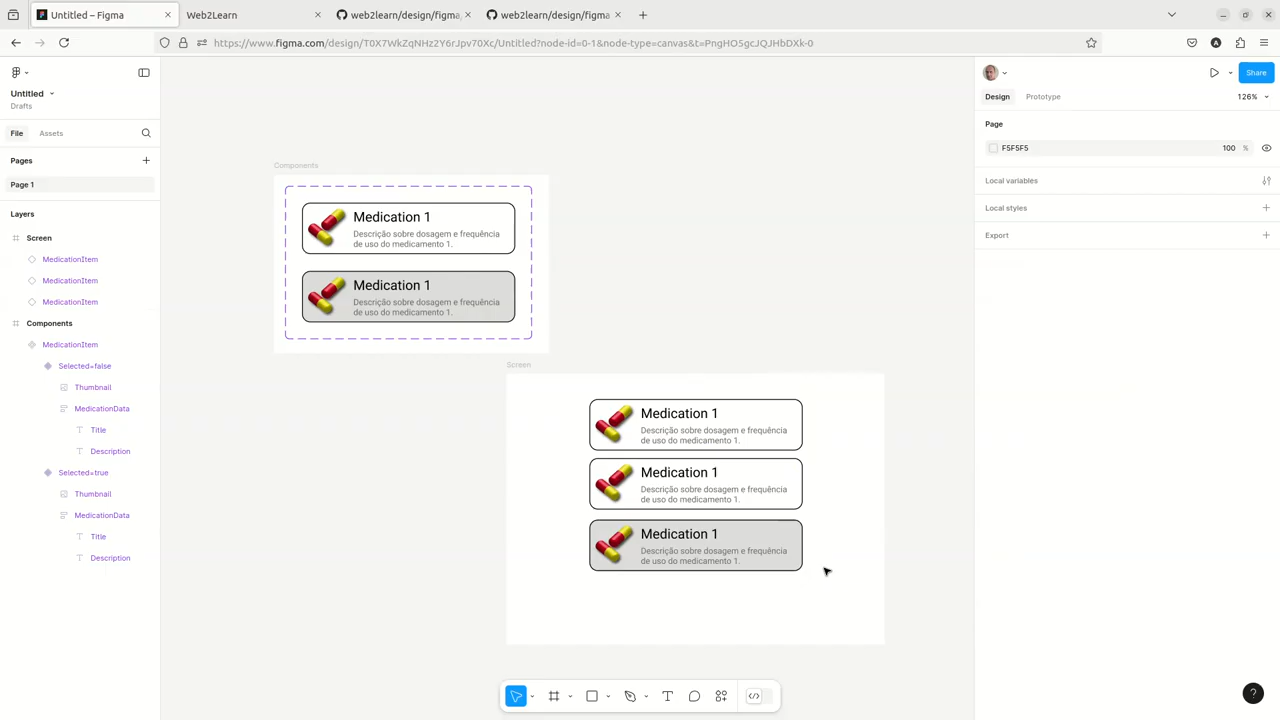 Untitled – Figma
Web2Learn
web2learn/design/figma,
web2learn/design/figma
https://www.figma.com/design/T0X7WkZqNHz2Y6rJpv70Xc/Untitled?node-id=0-1&node-type=canvas&t=PngHO5gcJQJHbDXk-0
Untitled
Drafts
File
Assets
Pages
Page 1
Layers
Screen
MedicationItem
MedicationItem
MedicationItem
Components
MedicationItem
Selected=false
Thumbnail
MedicationData
Title
Description
Selected=true
Thumbnail
MedicationData
Title
Description
Components
Medication 1
Descrição sobre dosagem e frequência
de uso do medicamento 1.
Medication 1
Descrição sobre dosagem e frequência
de uso do medicamento 1.
Screen
Medication 1
Descrição sobre dosagem e frequência
de uso do medicamento 1.
Medication 1
Descrição sobre dosagem e frequência
de uso do medicamento 1.
Medication 1
Descrição sobre dosagem e frequência
de uso do medicamento 1.
Share
Design
Prototype
126%
Page
F5F5F5
100 %
Local variables
Local styles
Export